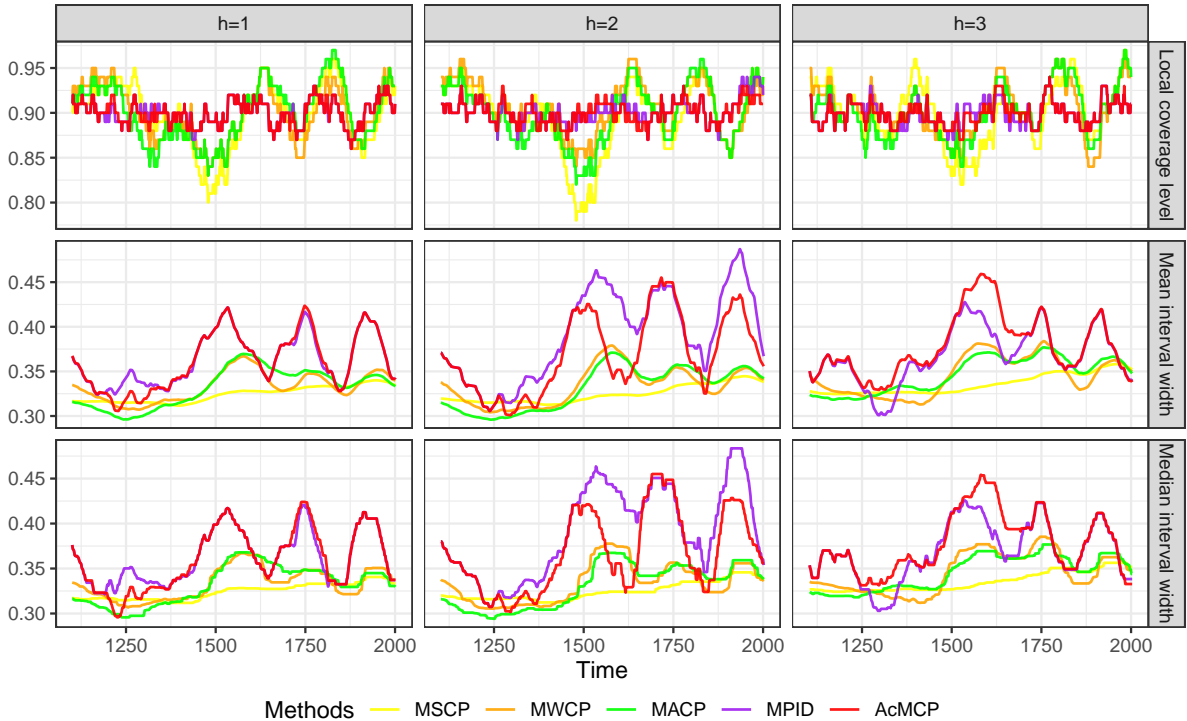 h=1 h=2 h=3
0.95
0.90
0.85
0.80
Local coverage level
0.45
0.40
0.35
0.30
Mean interval width
0.45
0.40
0.35
0.30
Median interval width
1250 1500 1750 2000 1250 1500 1750 2000 1250 1500 1750 2000
Time
Methods MSCP MWCP MACP MPID AcMCP